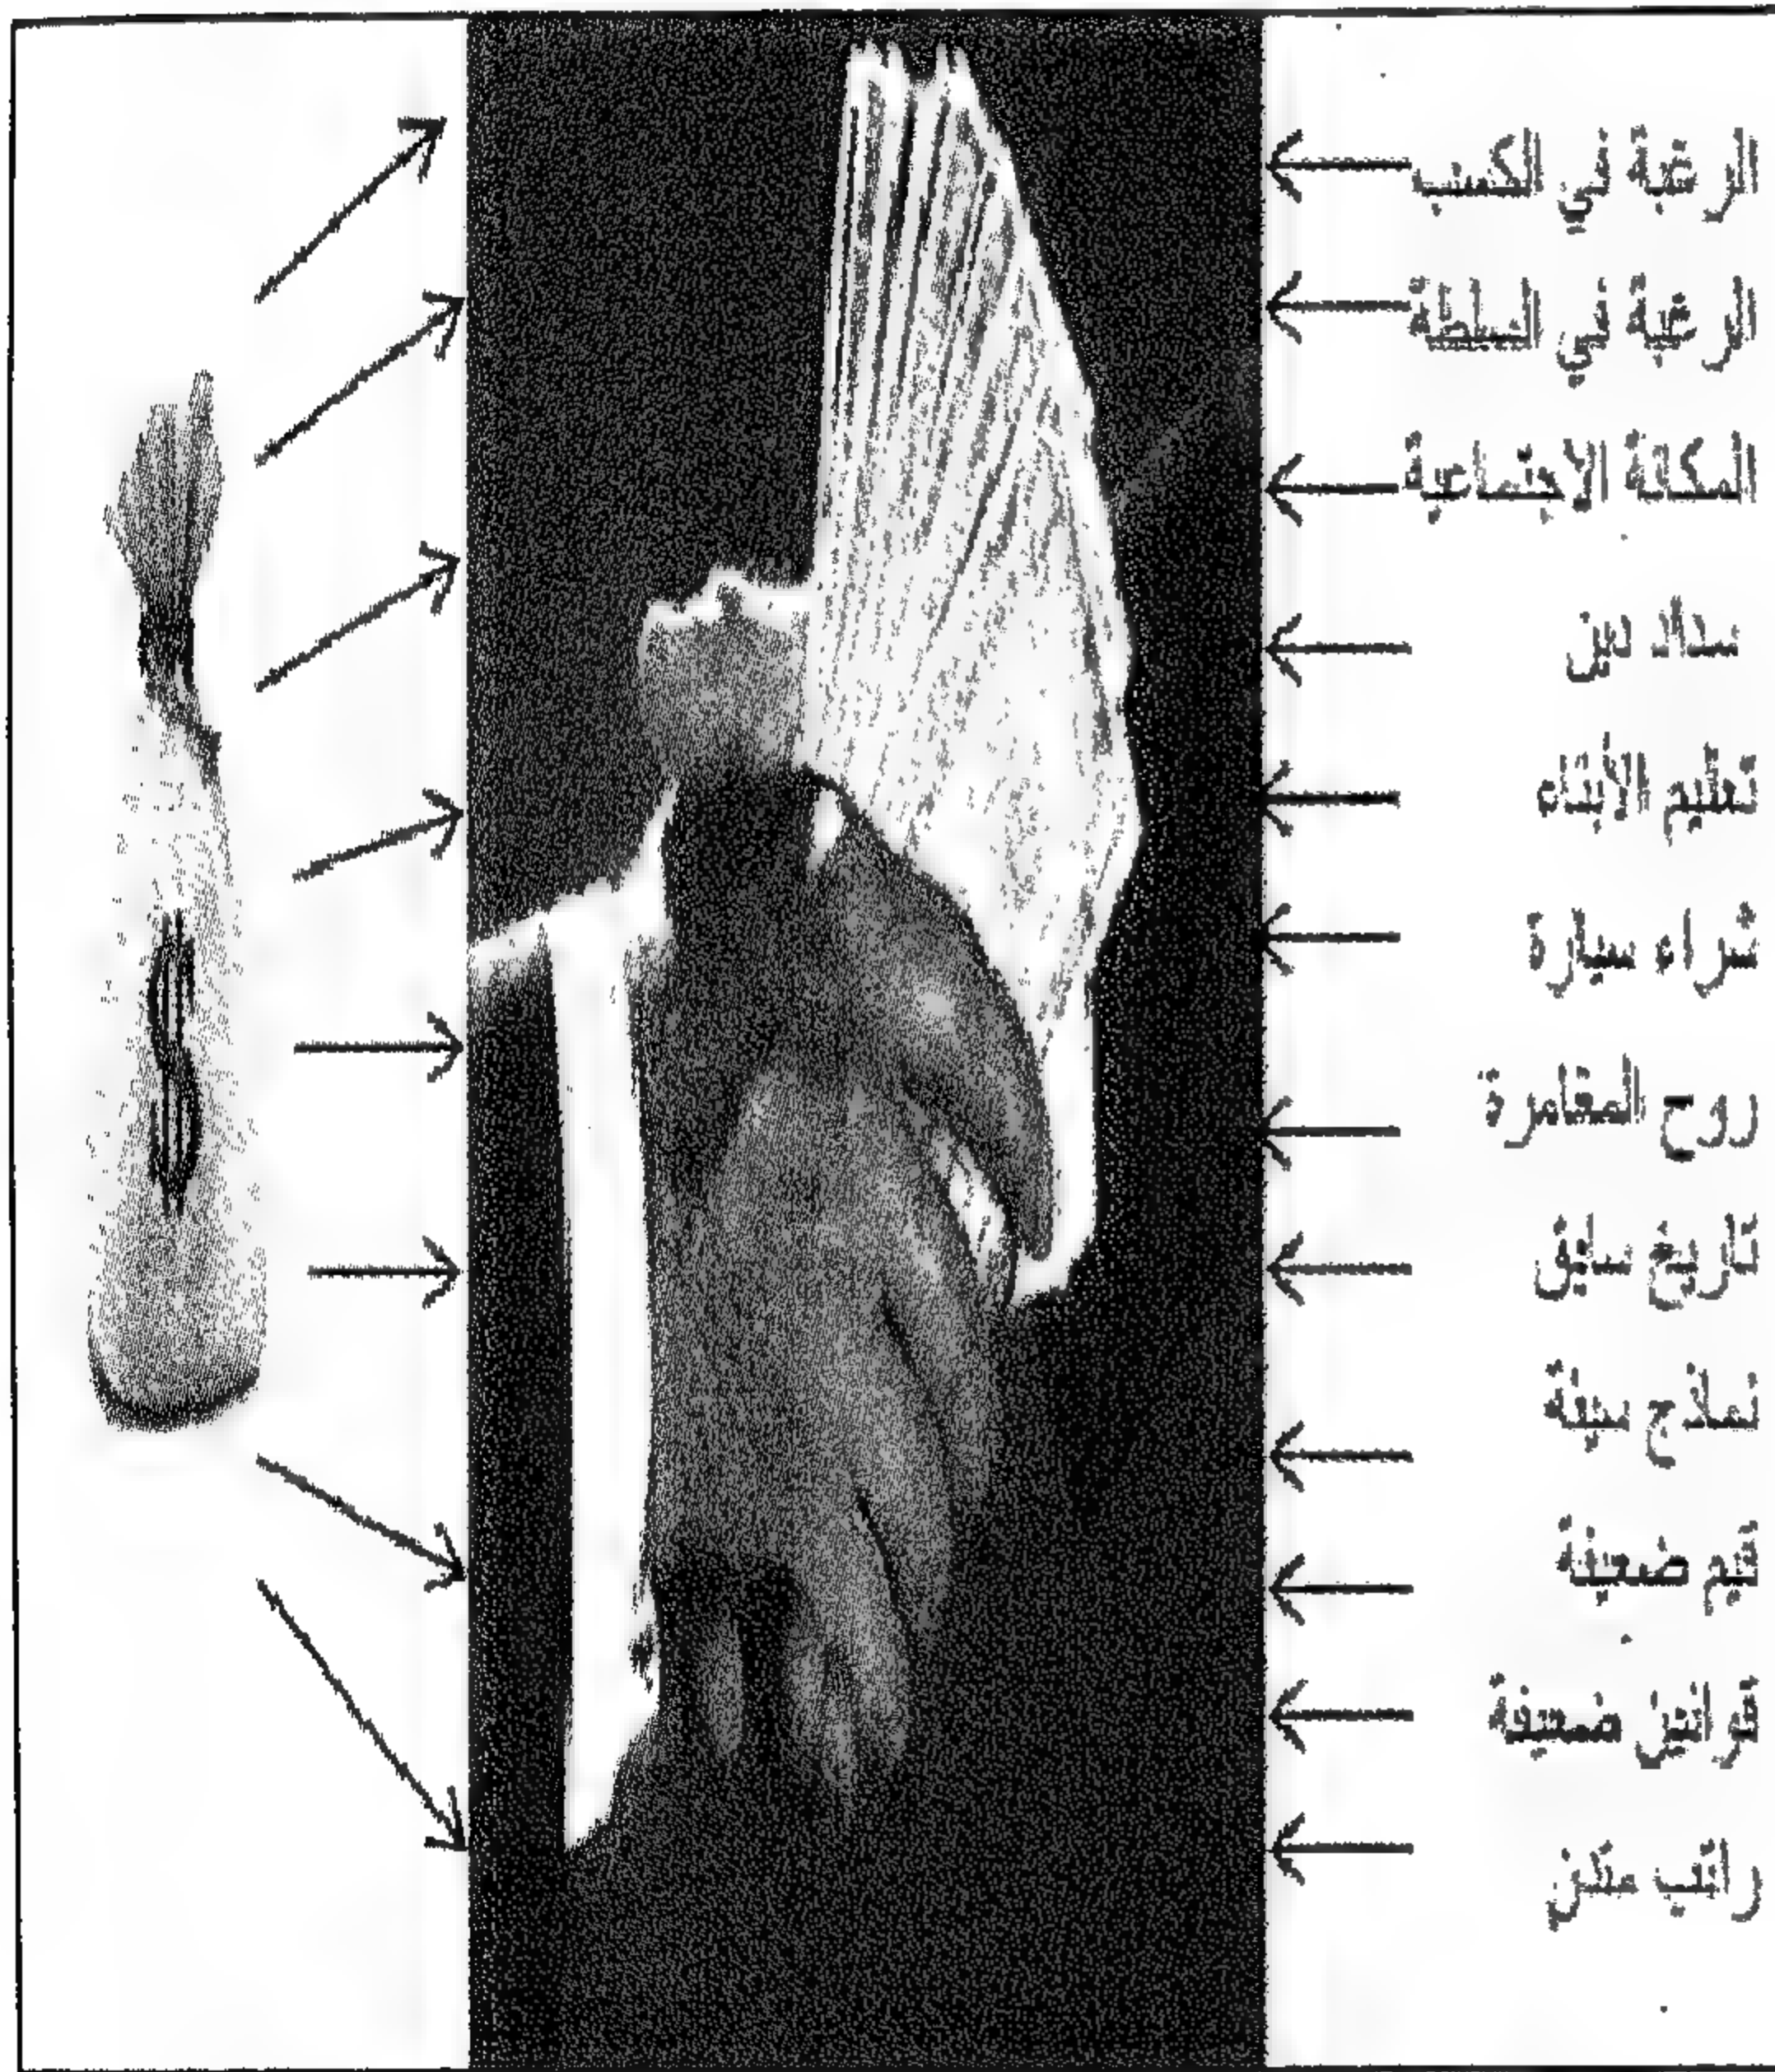 الرغبة في الكسب
الرغبة في السلطة
المكانة الاجتماعية
سداد دين
تعليم الأبناء
شراء سيارة
روح المقامرة
تاريخ سابق
نماذج سيئة
قيم ضعيفة
قوانين ضعيفة
راتب متدن